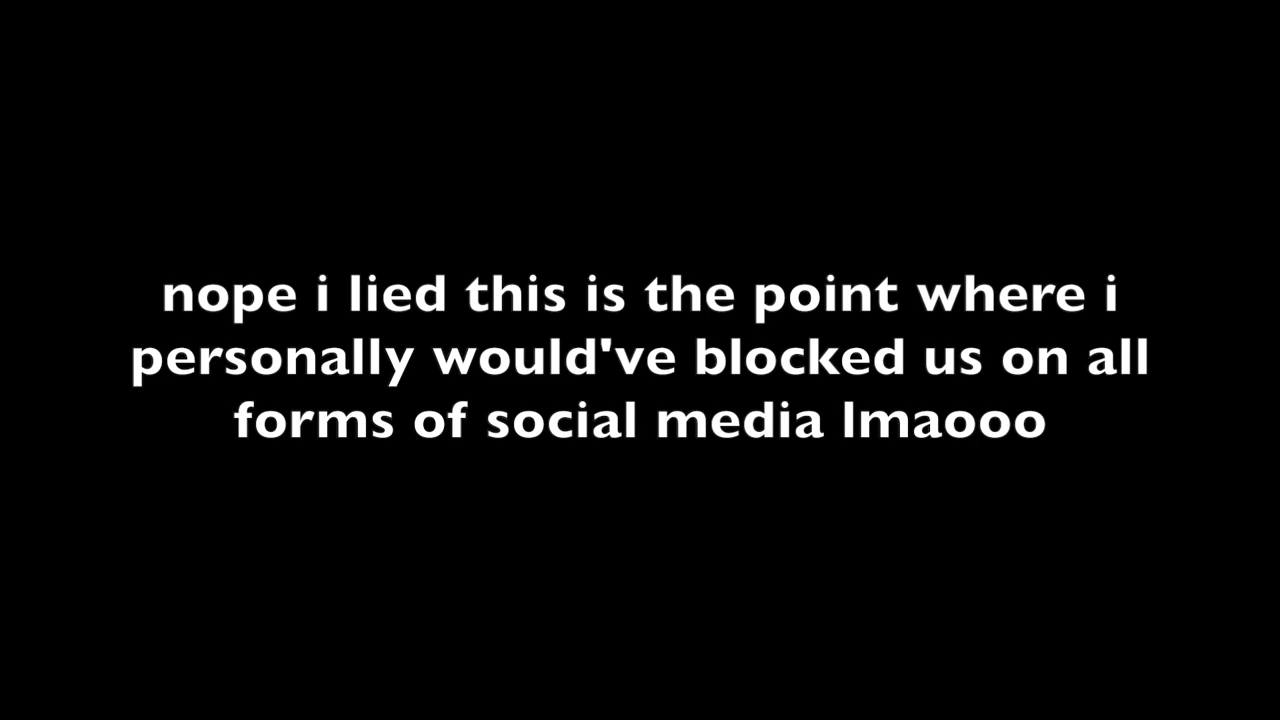 nope i lied this is the point where i
personally would've blocked us on all
forms of social media lmaooo